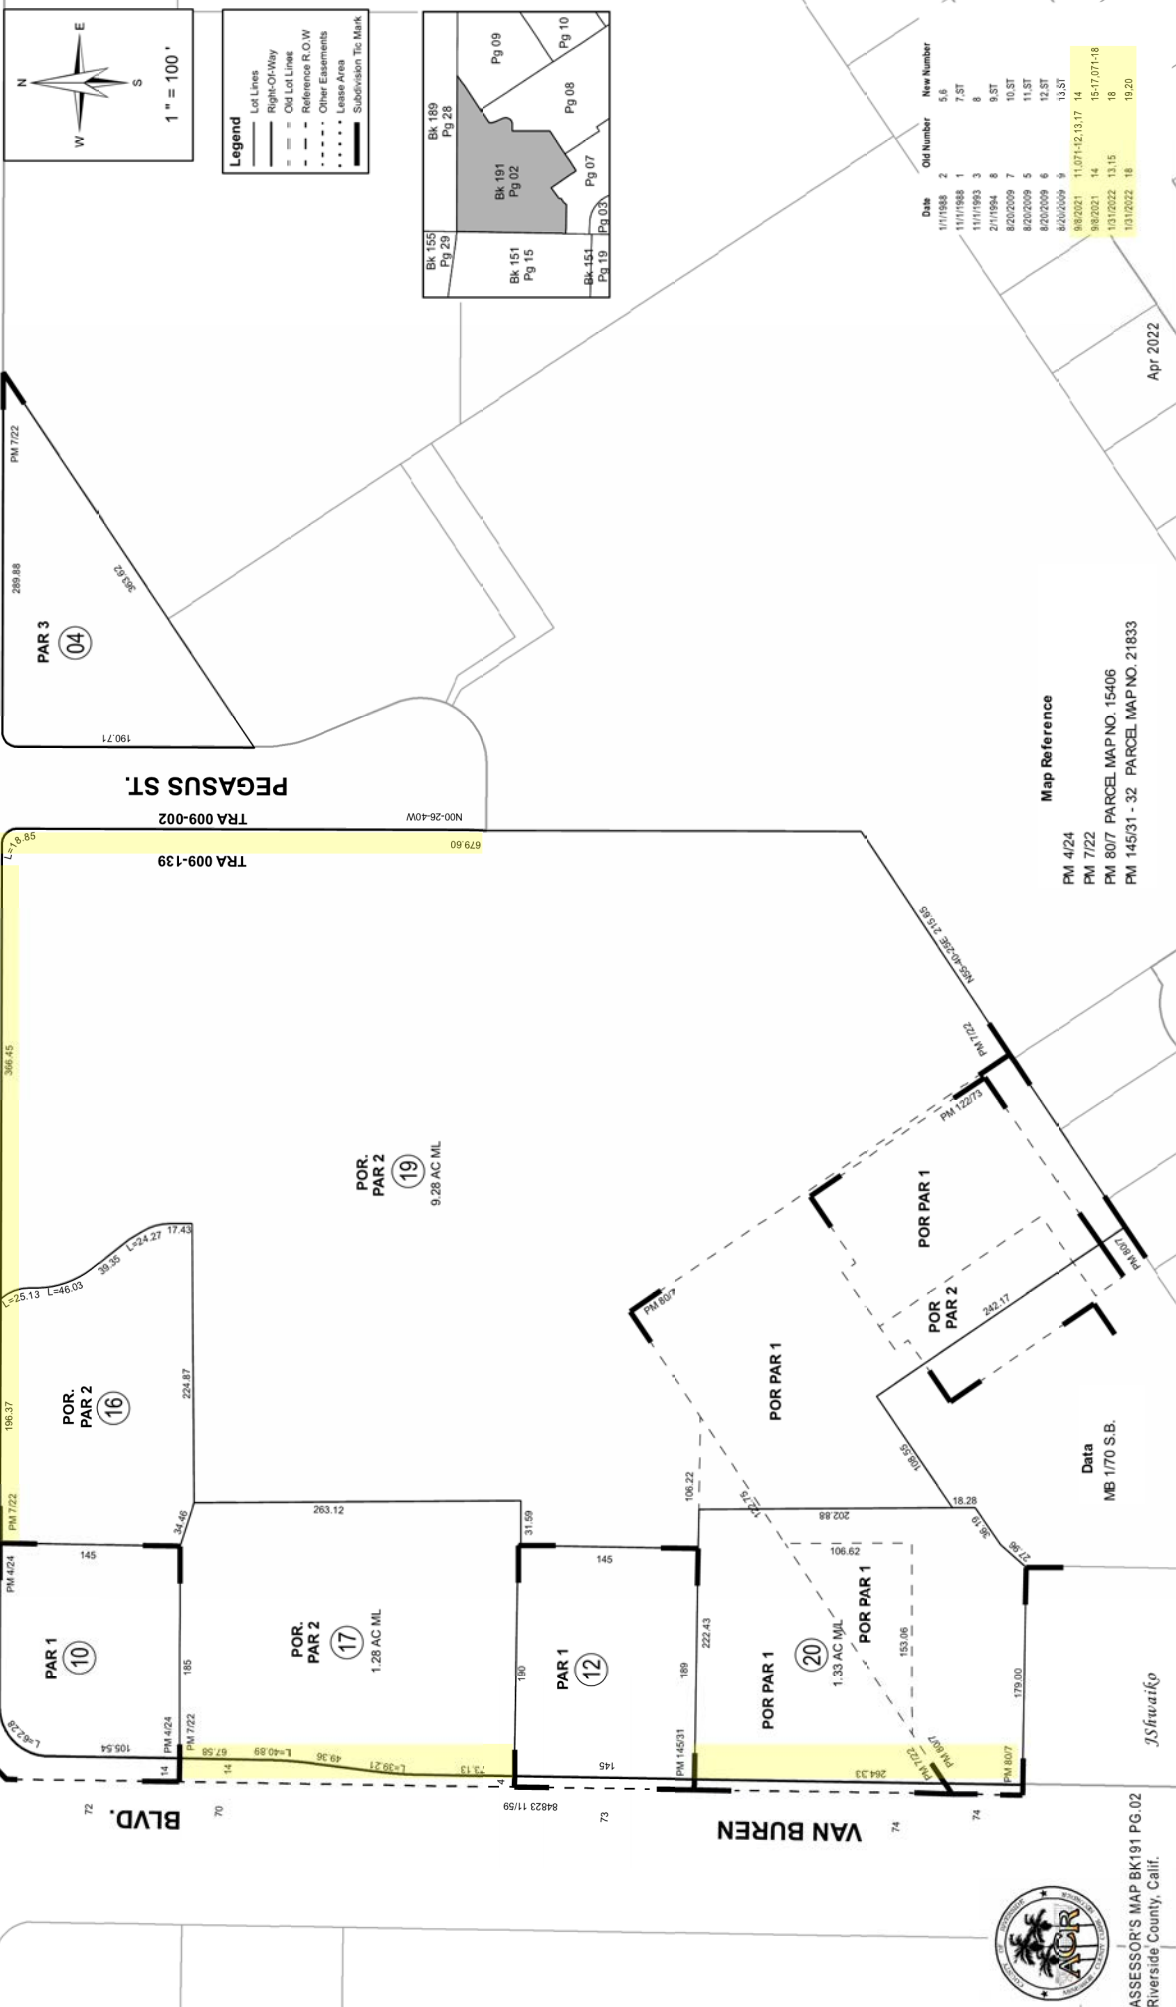 N
E
S
W
1 " = 100 '
Legend
Lot Lines
Right-Of-Way
Old Lot Lines
Reference R.O.W
Other Easements
Lease Area
Subdivision Tic Mark
Bk 189
Pg 28
Pg 09
Pg 10
Bk 155
Pg 29
Bk 191
Pg 02
Pg 08
Bk 151
Pg 15
Pg 07
Pg 03
Bk 151
Pg 19
Date Old Number New Number
1/1/1988 2 5,6
11/1/1988 1 7,ST
11/1/1993 3 8
2/1/1994 8 9,ST
8/20/2009 7 10,ST
8/20/2009 5 11,ST
8/20/2009 6 12,ST
8/20/2009 9 13,ST
9/8/2021 11,071-12,13,17 14
9/8/2021 14 15-17,071-18
1/31/2022 13,15 18
1/31/2022 18 19,20
Apr 2022
PM 7/22
289.88
PAR 3
04
363.62
190.71
PEGASUS ST.
TRA 009-002
N00-26-40W
TRA 009-139
679.60
L=18.85
366.45
N55-40-25E 215.65
PM 7/22
PM 122/73
POR.
PAR 2
19
9.28 AC ML
L=25.13
L=46.03
39.35
L=24.27
17.43
POR.
PAR 2
16
196.37
224.87
PM 7/22
34.46
263.12
31.59
106.22
122.75
PM 80/7
POR PAR 1
POR PAR 1
POR
PAR 2
242.17
PM 80/7
108.55
18.28
36.19
27.96
202.88
Data
MB 1/70 S.B.
PM 4/24
145
PAR 1
10
L=62.28
105.54
185
PM 4/24
PM 7/22
14
14
67.58
L=40.89
49.36
L=39.21
73.13
4
POR.
PAR 2
17
1.28 AC ML
190
145
PAR 1
12
189
145
PM 145/31
222.43
106.62
POR PAR 1
POR PAR 1
20
1.33 AC M/L
153.06
179.00
264.33
PM 7/22
PM 80/7
PM 80/7
72
70
84823 11/59
73
74
74
BLVD.
VAN BUREN
Map Reference
PM 4/24
PM 7/22
PM 80/7 PARCEL MAP NO. 15406
PM 145/31 - 32 PARCEL MAP NO. 21833
JShwaiko
ACR
ASSESSOR'S MAP BK191 PG.02
Riverside County, Calif.